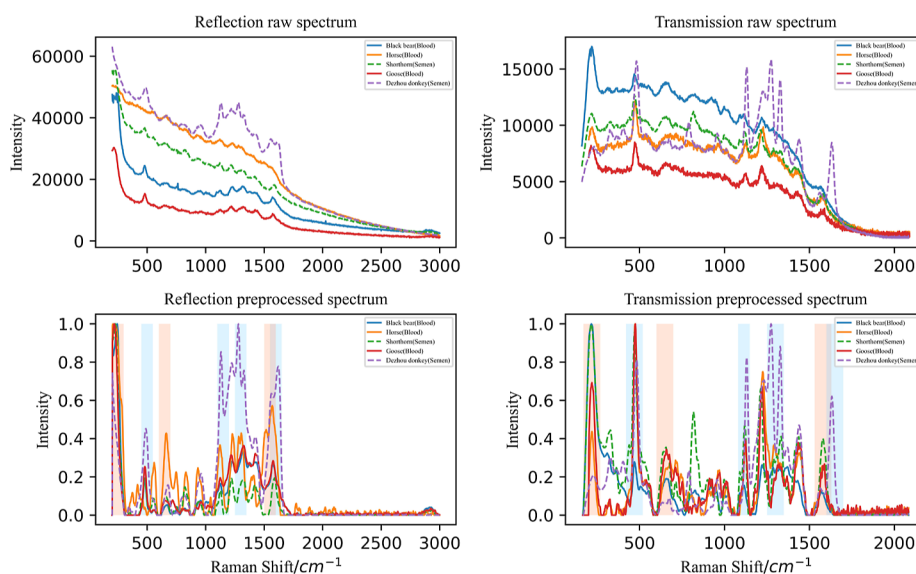 Reflection raw spectrum
Intensity
60000
40000
20000
0
500
1000
1500
2000
2500
3000
Black bear(Blood)
Horse(Blood)
Shorthorn(Semen)
Goose(Blood)
Dezhou donkey(Semen)
Transmission raw spectrum
Intensity
15000
10000
5000
0
500
1000
1500
2000
Black bear(Blood)
Horse(Blood)
Shorthorn(Semen)
Goose(Blood)
Dezhou donkey(Semen)
Reflection preprocessed spectrum
Intensity
1.0
0.8
0.6
0.4
0.2
0.0
500
1000
1500
2000
2500
3000
Raman Shift/cm⁻¹
Black bear(Blood)
Horse(Blood)
Shorthorn(Semen)
Goose(Blood)
Dezhou donkey(Semen)
Transmission preprocessed spectrum
Intensity
1.0
0.8
0.6
0.4
0.2
0.0
500
1000
1500
2000
Raman Shift/cm⁻¹
Black bear(Blood)
Horse(Blood)
Shorthorn(Semen)
Goose(Blood)
Dezhou donkey(Semen)